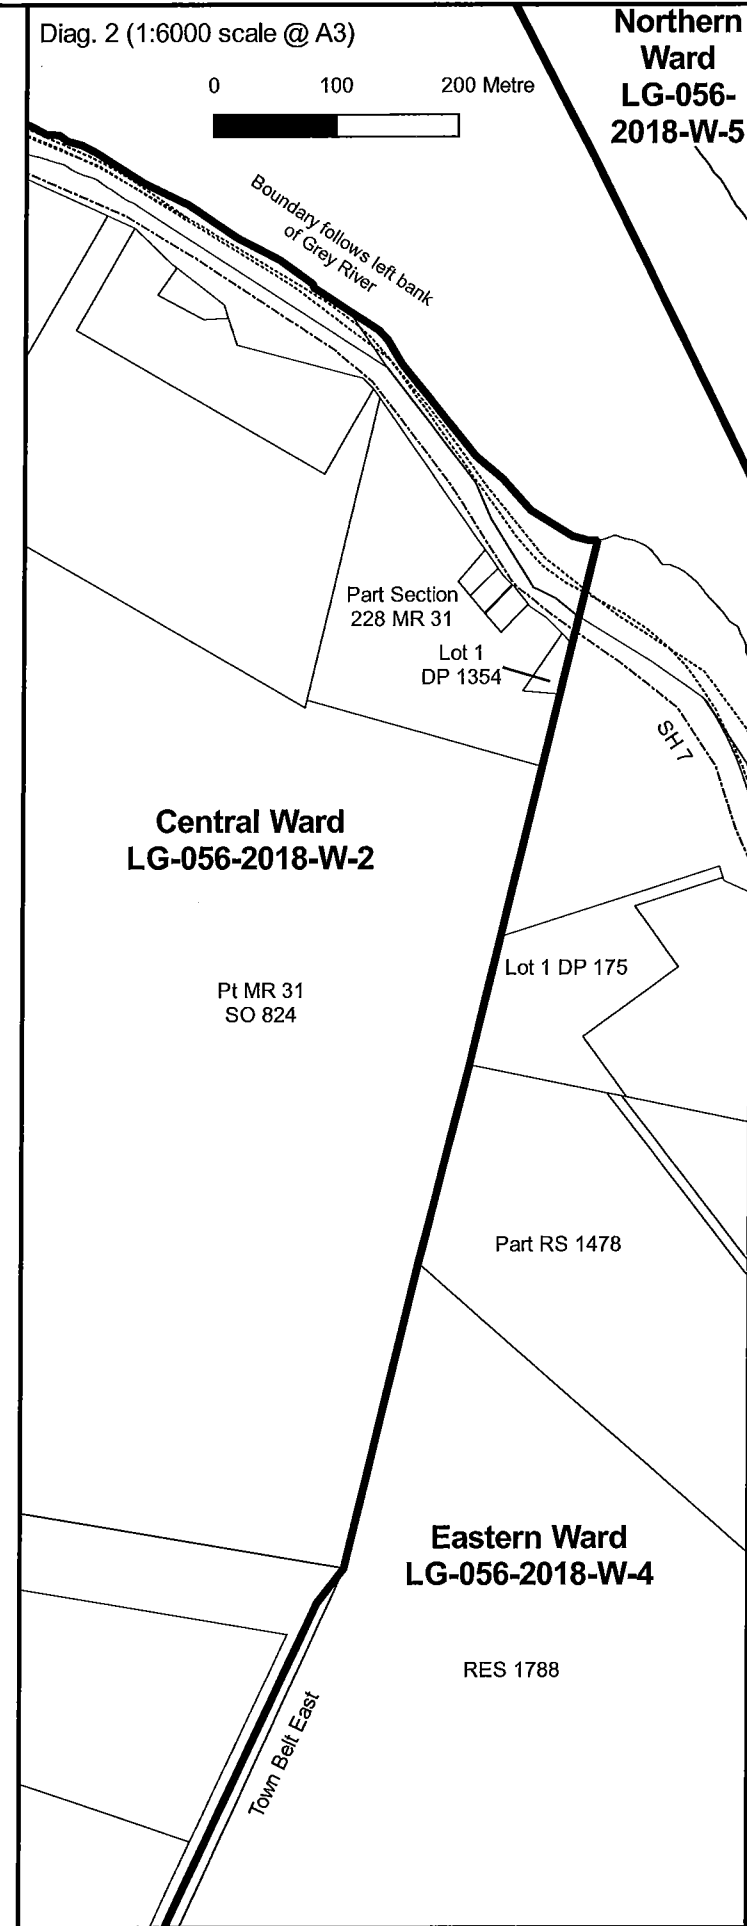 Diag. 2 (1:6000 scale @ A3)
Northern
Ward
LG-056-
2018-W-5
0 100 200 Metre
Boundary follows left bank
of Grey River
Part Section
228 MR 31
Lot 1
DP 1354
SH 7
Central Ward
LG-056-2018-W-2
Lot 1 DP 175
Pt MR 31
SO 824
Part RS 1478
Eastern Ward
LG-056-2018-W-4
RES 1788
Town Belt East